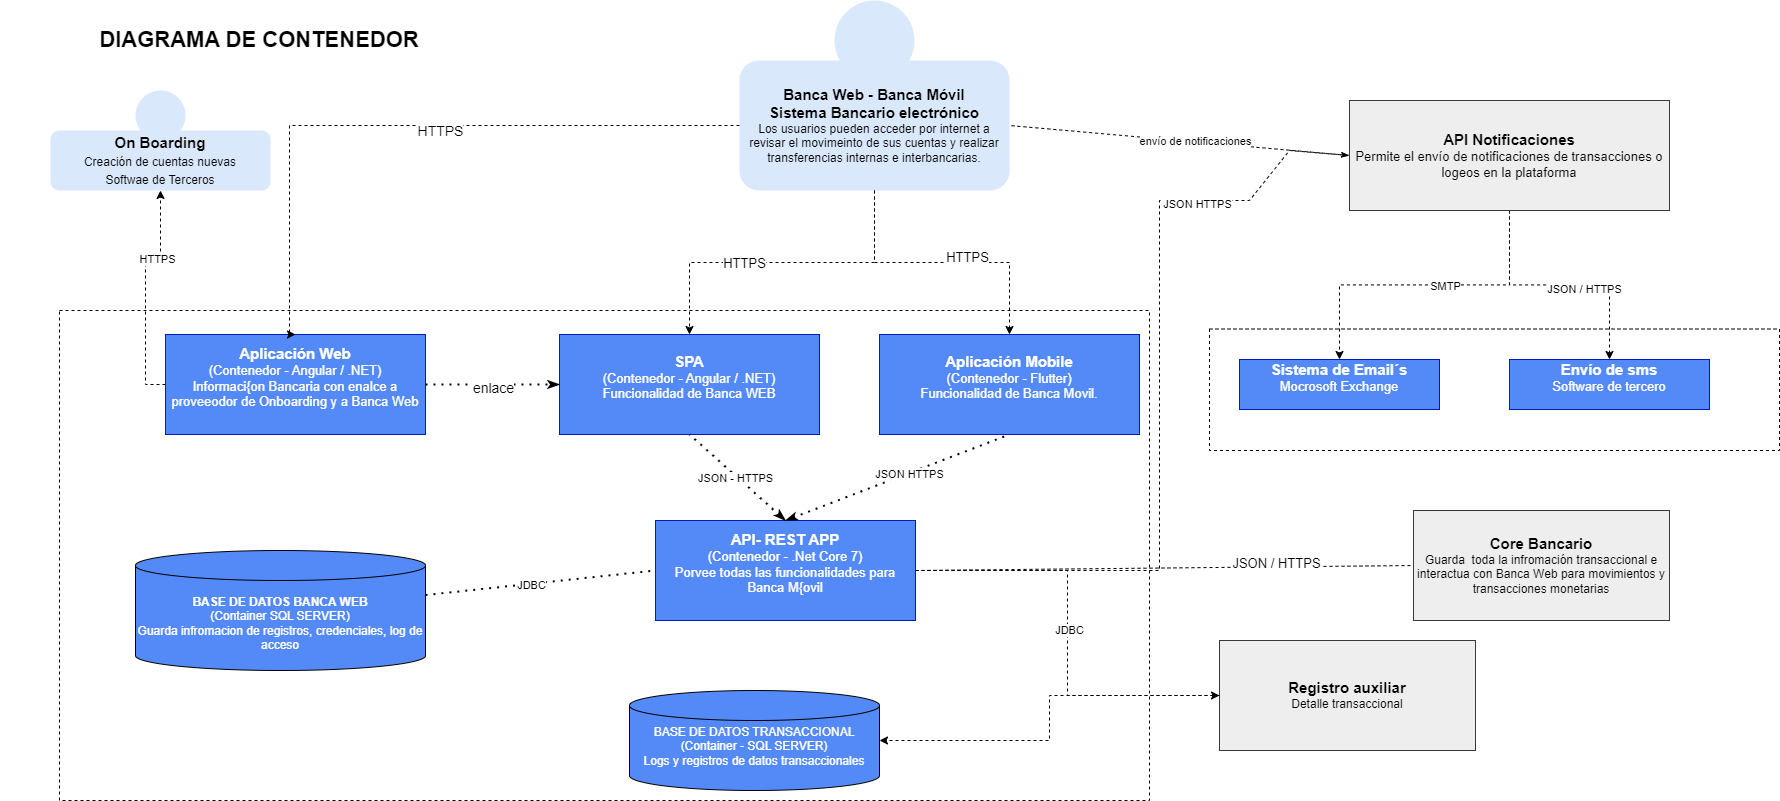 DIAGRAMA DE CONTENEDOR
Banca Web - Banca Móvil
Sistema Bancario electrónico
Los usuarios pueden acceder por internet a
revisar el movimeinto de sus cuentas y realizar
transferencias internas e interbancarias.
On Boarding
Creación de cuentas nuevas
Softwae de Terceros
HTTPS
envío de notificaciones
API Notificaciones
Permite el envío de notificaciones de transacciones o
logeos en la plataforma
JSON HTTPS
HTTPS
HTTPS
HTTPS
SMTP
JSON / HTTPS
Aplicación Web
(Contenedor - Angular / .NET)
Informaci{on Bancaria con enalce a
proveeodor de Onboarding y a Banca Web
enlace
SPA
(Contenedor - Angular / .NET)
Funcionalidad de Banca WEB
Aplicación Mobile
(Contenedor - Flutter)
Funcionalidad de Banca Movil.
Sistema de Email´s
Mocrosoft Exchange
Envío de sms
Software de tercero
JSON - HTTPS
JSON HTTPS
API- REST APP
(Contenedor - .Net Core 7)
Porvee todas las funcionalidades para
Banca M{ovil
JSON / HTTPS
Core Bancario
Guarda  toda la infromación transaccional e
interactua con Banca Web para movimientos y
transacciones monetarias
JDBC
BASE DE DATOS BANCA WEB
(Container SQL SERVER)
Guarda infromacion de registros, credenciales, log de
acceso
JDBC
Registro auxiliar
Detalle transaccional
BASE DE DATOS TRANSACCIONAL
(Container - SQL SERVER)
Logs y registros de datos transaccionales